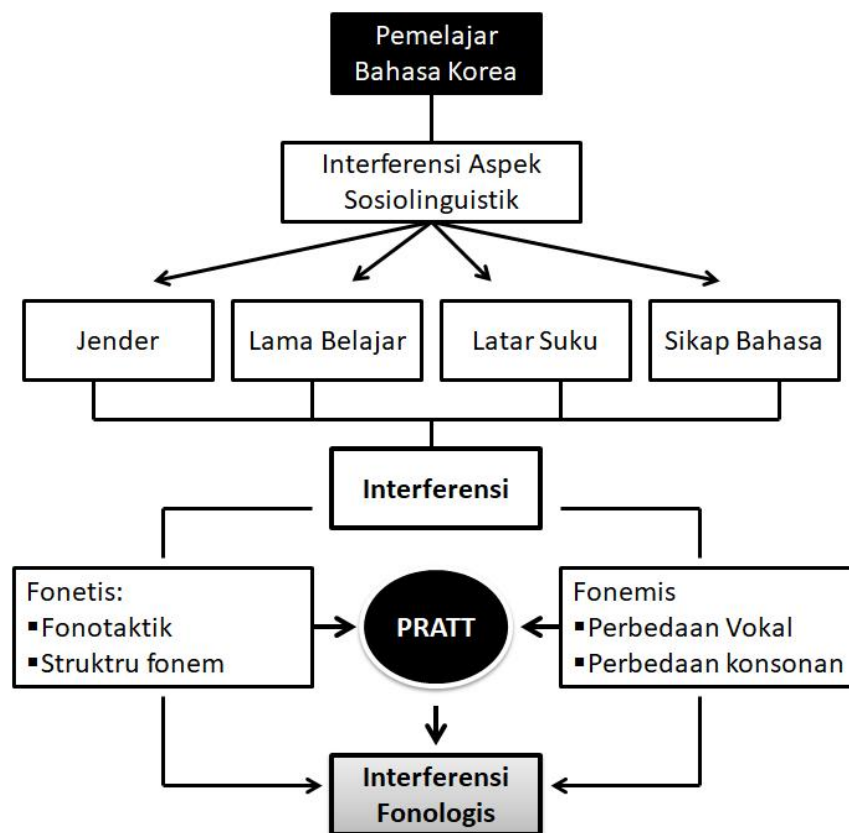 Pemelajar
Bahasa Korea
Interferensi Aspek
Sosiolinguistik
Jender
Lama Belajar
Latar Suku
Sikap Bahasa
Interferensi
Fonetis:
▪Fonotaktik
▪Struktru fonem
PRATT
Fonemis
▪Perbedaan Vokal
▪Perbedaan konsonan
Interferensi
Fonologis